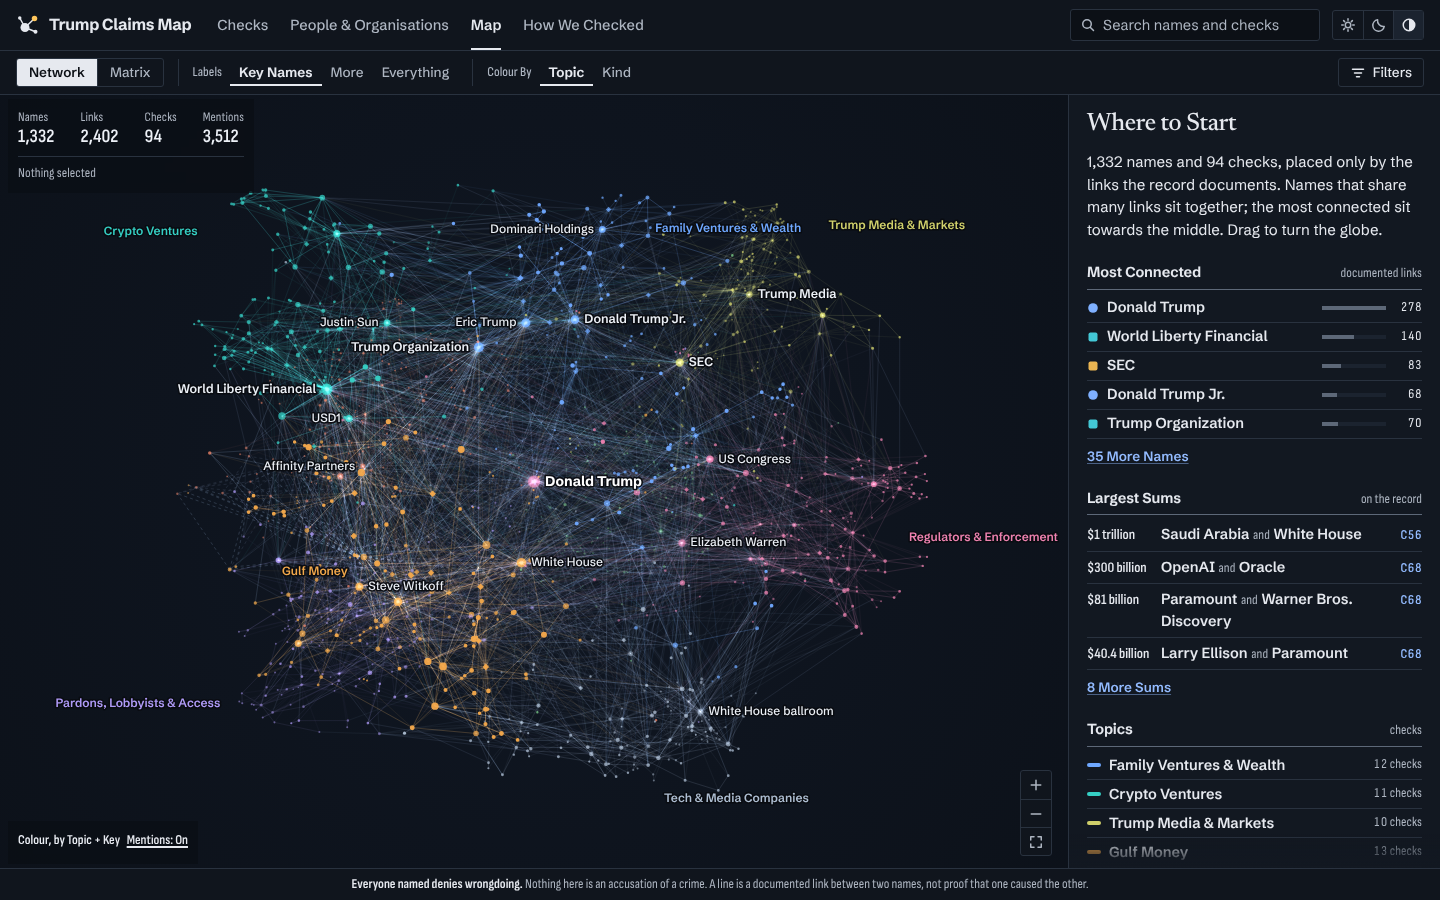 Trump Claims Map
Checks
People & Organisations
Map
How We Checked
Search names and checks
Network
Matrix
Labels
Key Names
More
Everything
Colour By
Topic
Kind
Filters
Names
Links
Checks
Mentions
1,332
2,402
94
3,512
Nothing selected
Crypto Ventures
Dominari Holdings
Family Ventures & Wealth
Trump Media & Markets
Trump Media
Justin Sun
Eric Trump
Donald Trump Jr.
Trump Organization
SEC
World Liberty Financial
USD1
Affinity Partners
US Congress
Donald Trump
Regulators & Enforcement
Elizabeth Warren
White House
Gulf Money
Steve Witkoff
Pardons, Lobbyists & Access
White House ballroom
Tech & Media Companies
Colour, by Topic + Key
Mentions: On
Where to Start
1,332 names and 94 checks, placed only by the
links the record documents. Names that share
many links sit together; the most connected sit
towards the middle. Drag to turn the globe.
Most Connected
documented links
Donald Trump 278
World Liberty Financial 140
SEC 83
Donald Trump Jr. 68
Trump Organization 70
35 More Names
Largest Sums
on the record
$1 trillion Saudi Arabia and White House C56
$300 billion OpenAI and Oracle C68
$81 billion Paramount and Warner Bros. C68
Discovery
$40.4 billion Larry Ellison and Paramount C68
8 More Sums
Topics
checks
Family Ventures & Wealth 12 checks
Crypto Ventures 11 checks
Trump Media & Markets 10 checks
Gulf Money 13 checks
Everyone named denies wrongdoing. Nothing here is an accusation of a crime. A line is a documented link between two names, not proof that one caused the other.